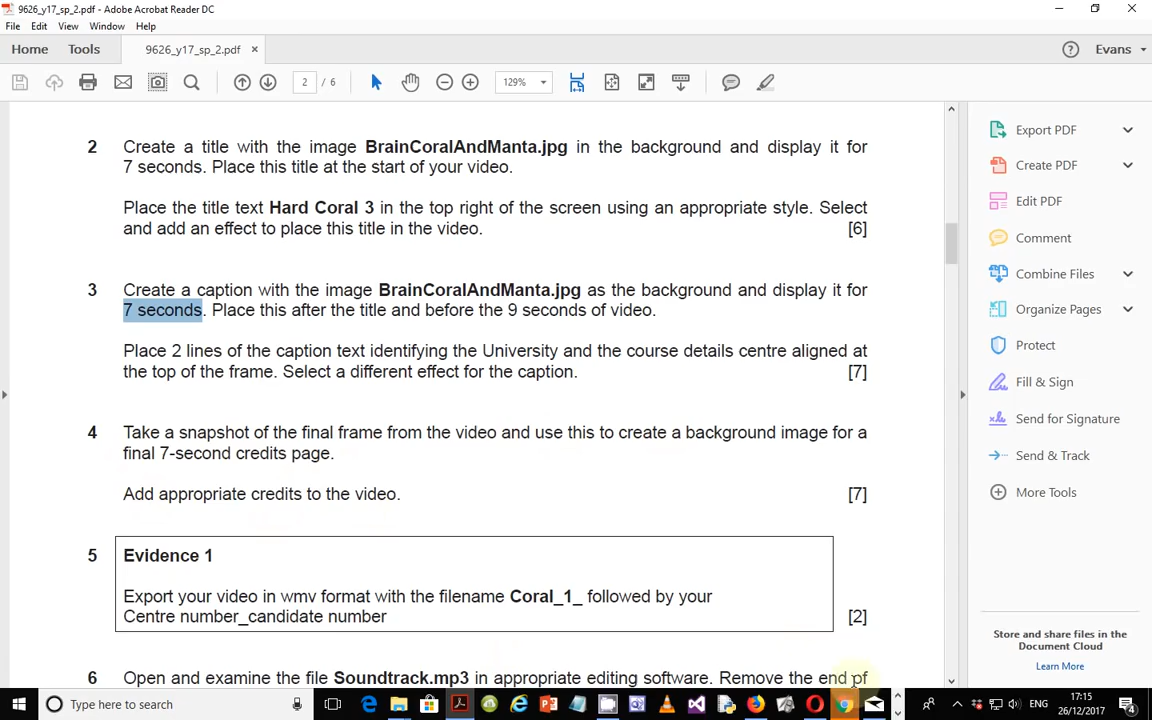 9626_y17_sp_2.pdf - Adobe Acrobat Reader DC
File Edit View Window Help
Home Tools 9626_y17_sp_2.pdf × Evans
2 / 6 129%
2 Create a title with the image BrainCoralAndManta.jpg in the background and display it for
7 seconds. Place this title at the start of your video.
Place the title text Hard Coral 3 in the top right of the screen using an appropriate style. Select
and add an effect to place this title in the video. [6]
3 Create a caption with the image BrainCoralAndManta.jpg as the background and display it for
7 seconds. Place this after the title and before the 9 seconds of video.
Place 2 lines of the caption text identifying the University and the course details centre aligned at
the top of the frame. Select a different effect for the caption. [7]
4 Take a snapshot of the final frame from the video and use this to create a background image for a
final 7-second credits page.
Add appropriate credits to the video. [7]
5 Evidence 1
Export your video in wmv format with the filename Coral_1_ followed by your
Centre number_candidate number [2]
6 Open and examine the file Soundtrack.mp3 in appropriate editing software. Remove the end of
Export PDF
Create PDF
Edit PDF
Comment
Combine Files
Organize Pages
Protect
Fill & Sign
Send for Signature
Send & Track
More Tools
Store and share files in the
Document Cloud
Learn More
Type here to search
ENG
17:15
26/12/2017
4